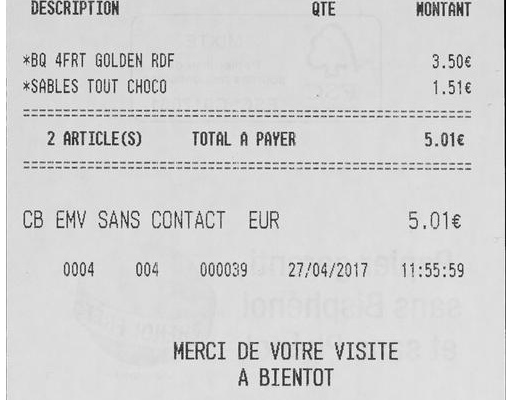 DESCRIPTION QTE MONTANT
*BQ 4FRT GOLDEN RDF 3.50€
*SABLES TOUT CHOCO 1.51€
================================================
2 ARTICLE(S) TOTAL A PAYER 5.01€
================================================
CB EMV SANS CONTACT EUR 5.01€
0004 004 000039 27/04/2017 11:55:59
MERCI DE VOTRE VISITE
A BIENTOT